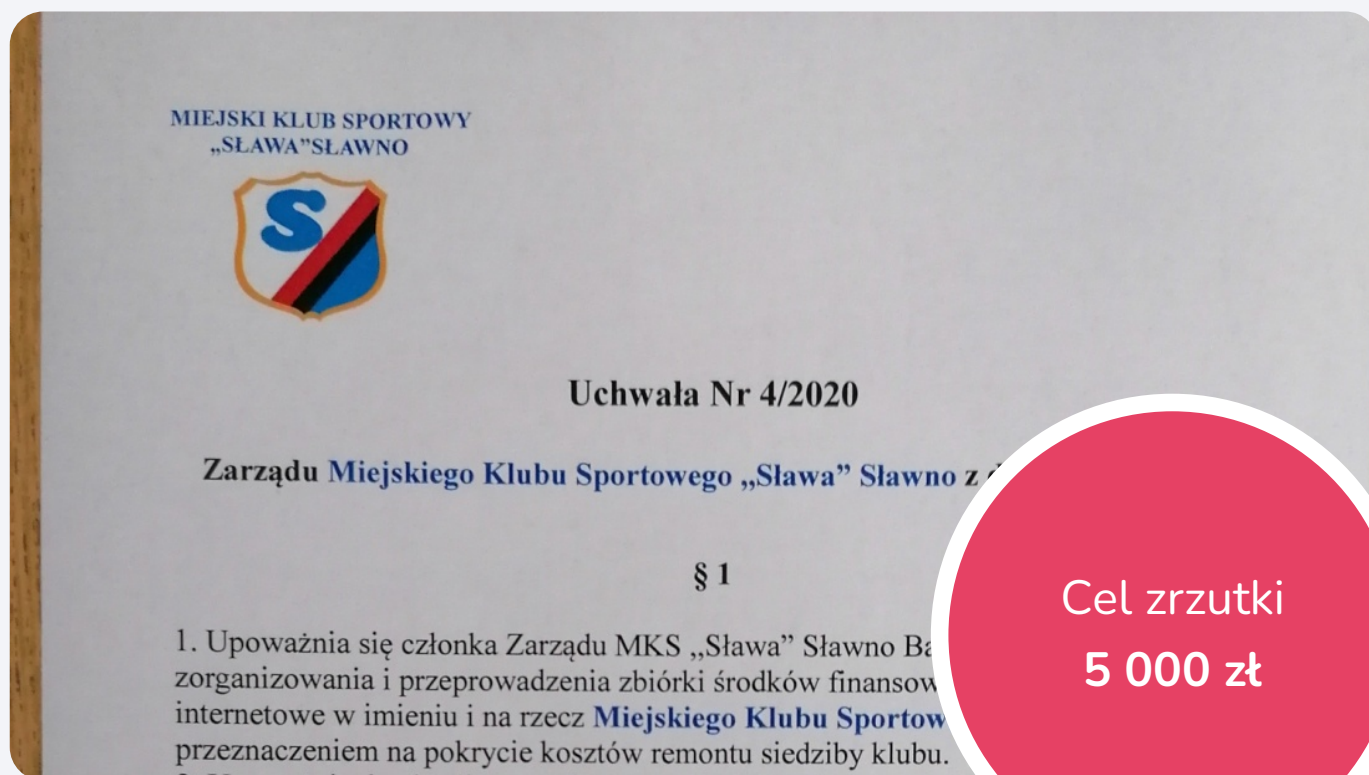 MIEJSKI KLUB SPORTOWY
„SŁAWA”SŁAWNO
S
Uchwała Nr 4/2020
Zarządu Miejskiego Klubu Sportowego „Sława” Sławno z
§ 1
1. Upoważnia się członka Zarządu MKS „Sława” Sławno
zorganizowania i przeprowadzenia zbiórki środków
internetowe w imieniu i na rzecz Miejskiego Klubu
przeznaczeniem na pokrycie kosztów remontu siedziby klubu.
Cel zrzutki
5 000 zł